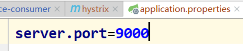 ce-consumer hystrix application.properties
server.port=9000